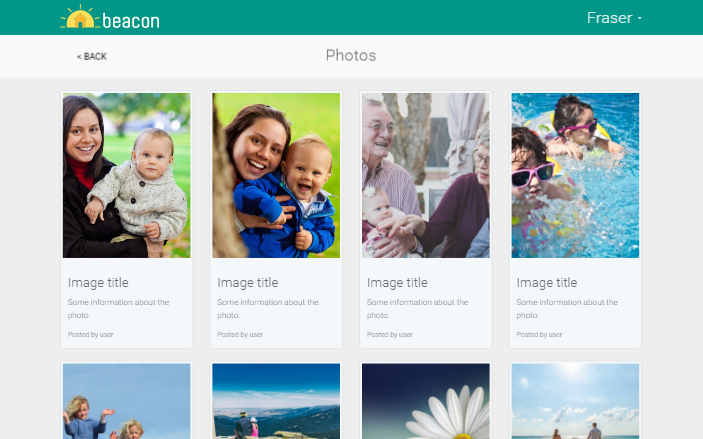 beacon
Fraser
< BACK
Photos
Image title
Some information about the
photo.
Posted by user
Image title
Some information about the
photo.
Posted by user
Image title
Some information about the
photo.
Posted by user
Image title
Some information about the
photo.
Posted by user